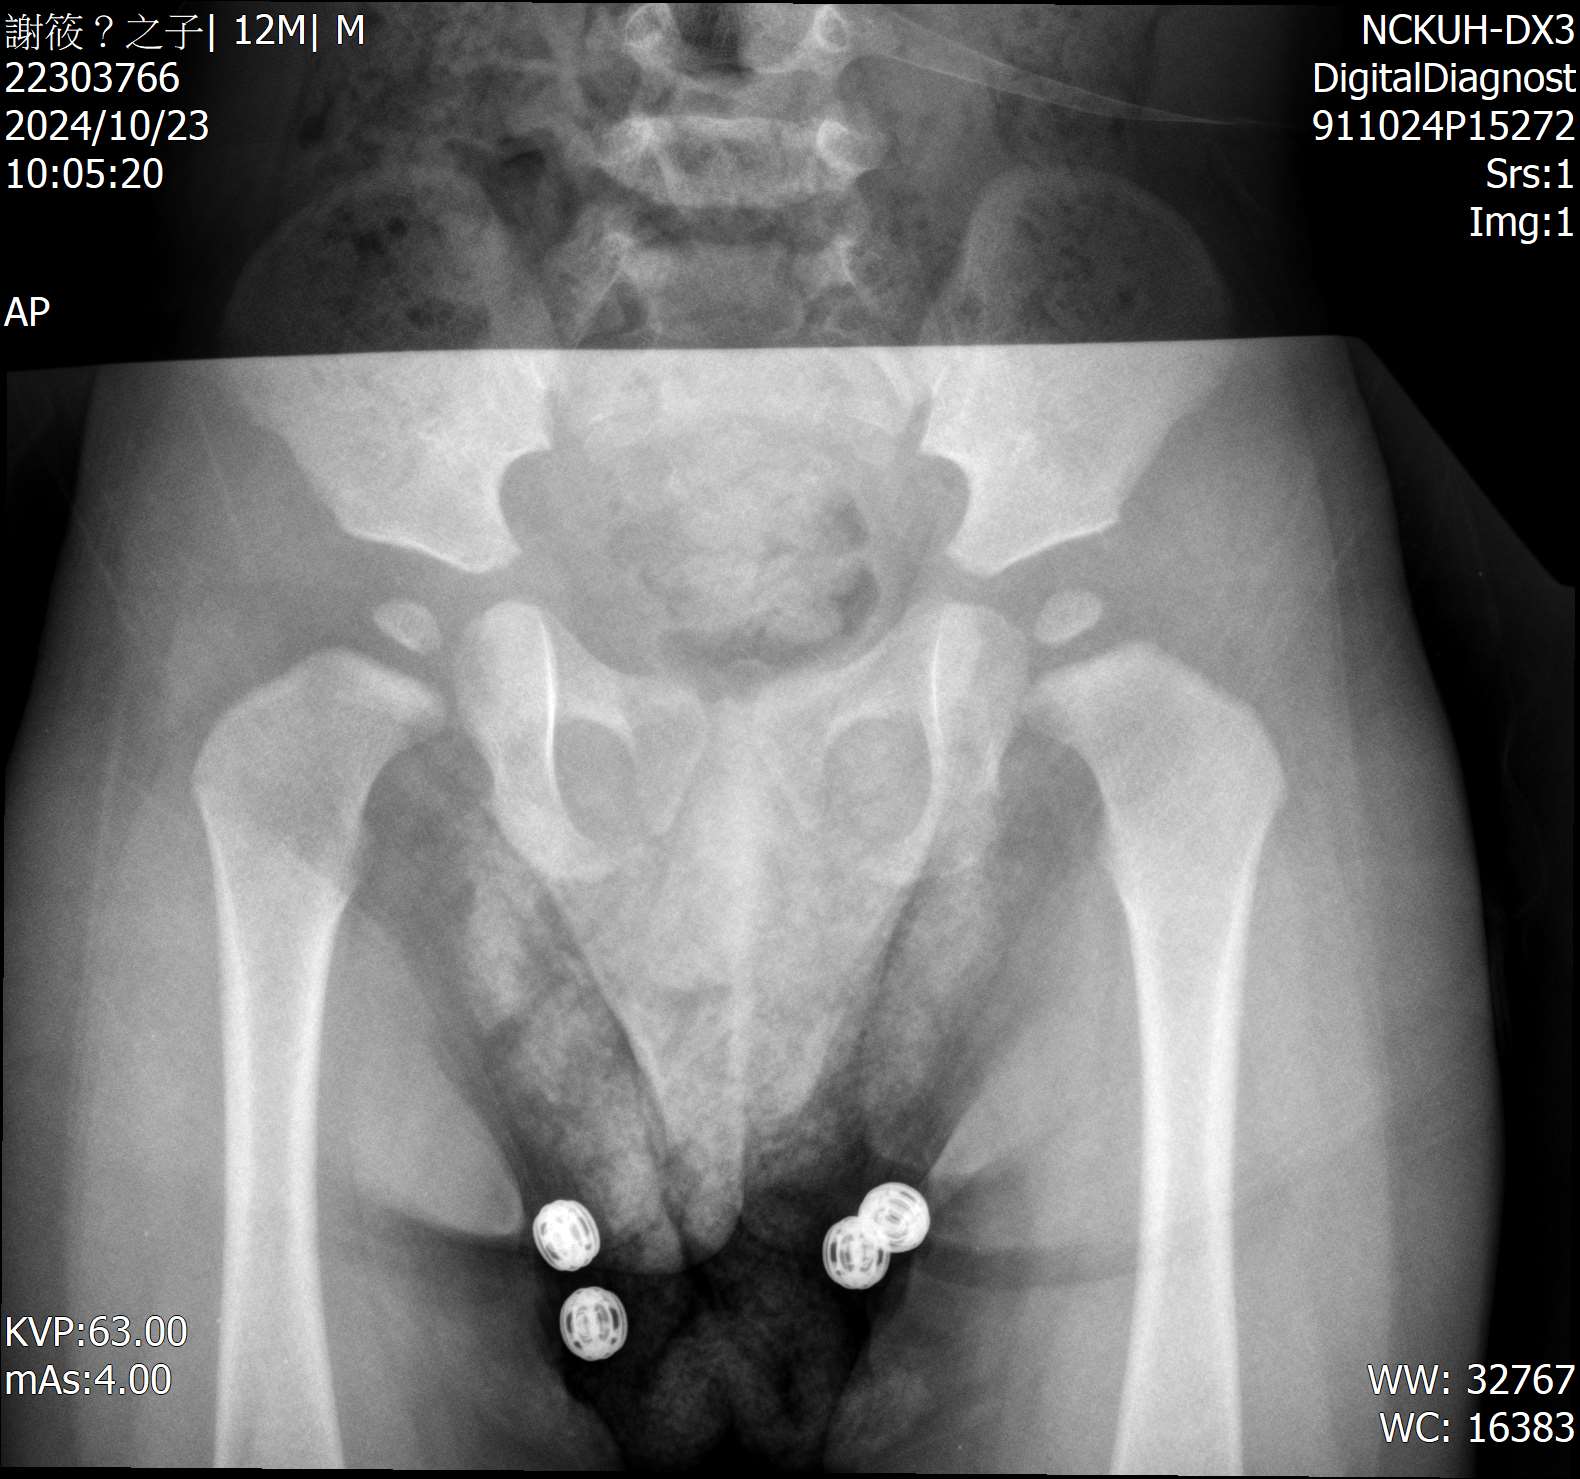 謝筱？之子| 12M| M
22303766
2024/10/23
10:05:20
AP
NCKUH-DX3
DigitalDiagnost
911024P15272
Srs:1
Img:1
KVP:63.00
mAs:4.00
WW: 32767
WC: 16383